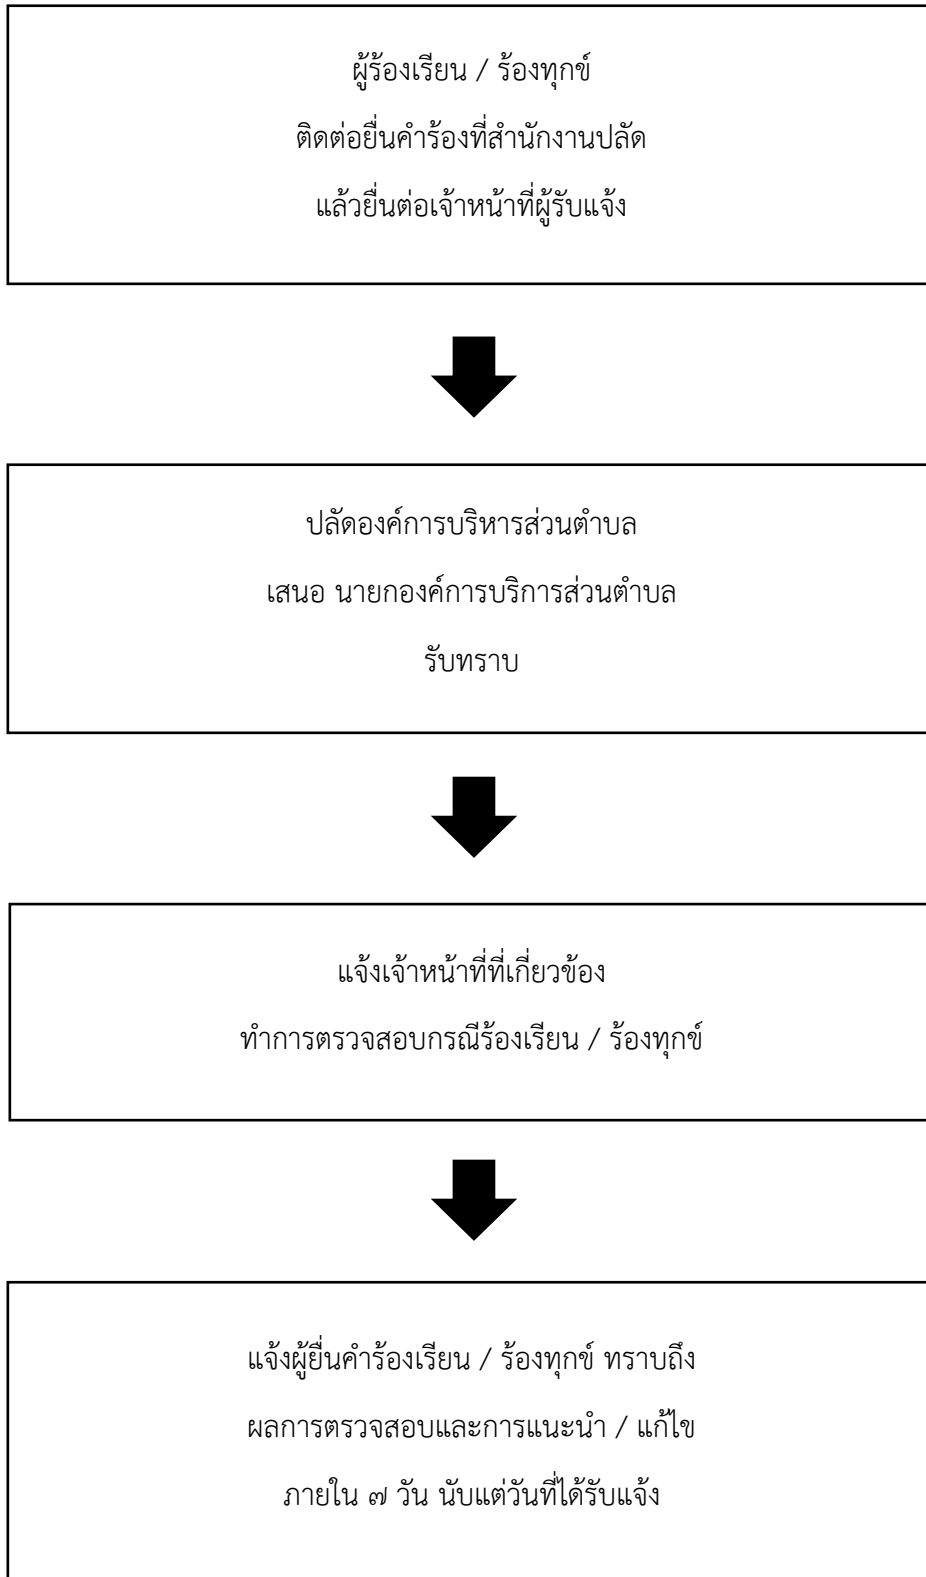 ผู้ร้องเรียน / ร้องทุกข์
ติดต่อยื่นคำร้องที่สำนักงานปลัด
แล้วยื่นต่อเจ้าหน้าที่ผู้รับแจ้ง
ปลัดองค์การบริหารส่วนตำบล
เสนอ นายกองค์การบริการส่วนตำบล
รับทราบ
แจ้งเจ้าหน้าที่ที่เกี่ยวข้อง
ทำการตรวจสอบกรณีร้องเรียน / ร้องทุกข์
แจ้งผู้ยื่นคำร้องเรียน / ร้องทุกข์ ทราบถึง
ผลการตรวจสอบและการแนะนำ / แก้ไข
ภายใน ๗ วัน นับแต่วันที่ได้รับแจ้ง